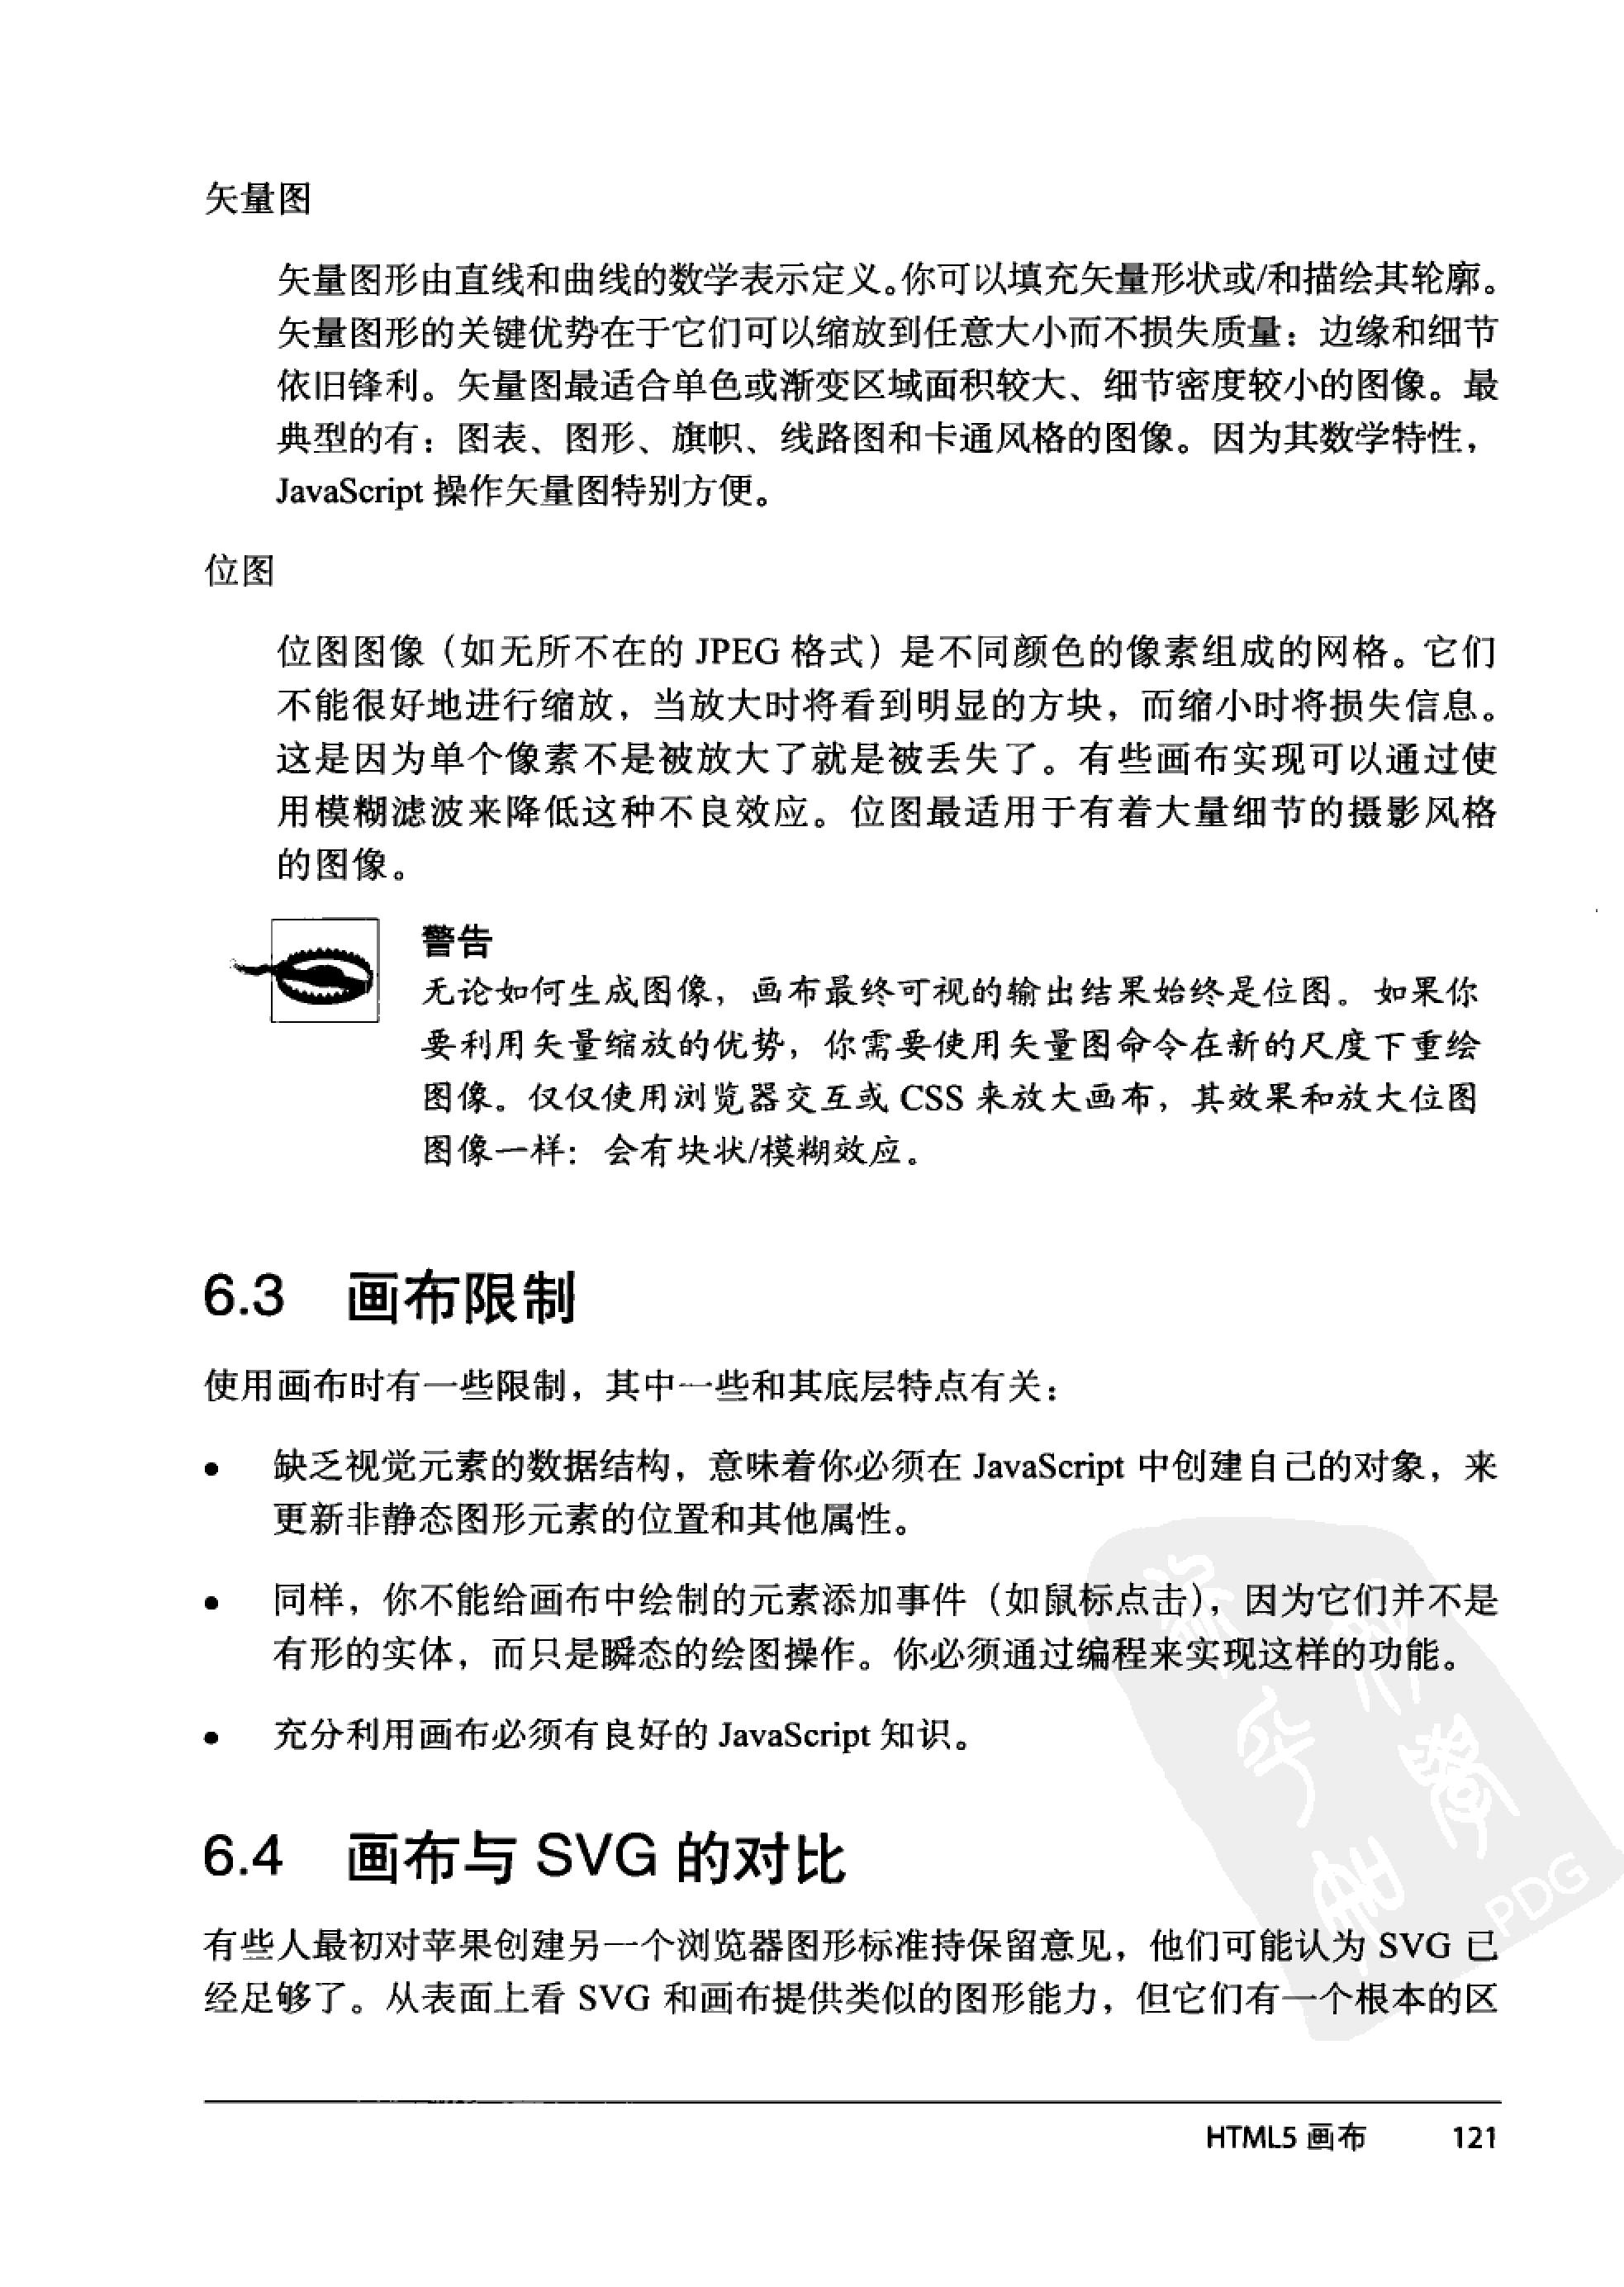 矢量图
矢量图形由直线和曲线的数学表示定义。你可以填充矢量形状或/和描绘其轮廓。
矢量图形的关键优势在于它们可以缩放到任意大小而不损失质量：边缘和细节
依旧锋利。矢量图最适合单色或渐变区域面积较大、细节密度较小的图像。最
典型的有：图表、图形、旗帜、线路图和卡通风格的图像。因为其数学特性，
JavaScript 操作矢量图特别方便。
位图
位图图像（如无所不在的 JPEG 格式）是不同颜色的像素组成的网格。它们
不能很好地进行缩放，当放大时将看到明显的方块，而缩小时将损失信息。
这是因为单个像素不是被放大了就是被丢失了。有些画布实现可以通过使
用模糊滤波来降低这种不良效应。位图最适用于有着大量细节的摄影风格
的图像。
警告
无论如何生成图像，画布最终可视的输出结果始终是位图。如果你
要利用矢量缩放的优势，你需要使用矢量图命令在新的尺度下重绘
图像。仅仅使用浏览器交互或 CSS 来放大画布，其效果和放大位图
图像一样：会有块状/模糊效应。
6.3 画布限制
使用画布时有一些限制，其中一些和其底层特点有关：
● 缺乏视觉元素的数据结构，意味着你必须在 JavaScript 中创建自己的对象，来
更新非静态图形元素的位置和其他属性。
● 同样，你不能给画布中绘制的元素添加事件（如鼠标点击），因为它们并不是
有形的实体，而只是瞬态的绘图操作。你必须通过编程来实现这样的功能。
● 充分利用画布必须有良好的 JavaScript 知识。
6.4 画布与 SVG 的对比
有些人最初对苹果创建另一个浏览器图形标准持保留意见，他们可能认为 SVG 已
经足够了。从表面上看 SVG 和画布提供类似的图形能力，但它们有一个根本的区
PDG
HTML5 画布 121